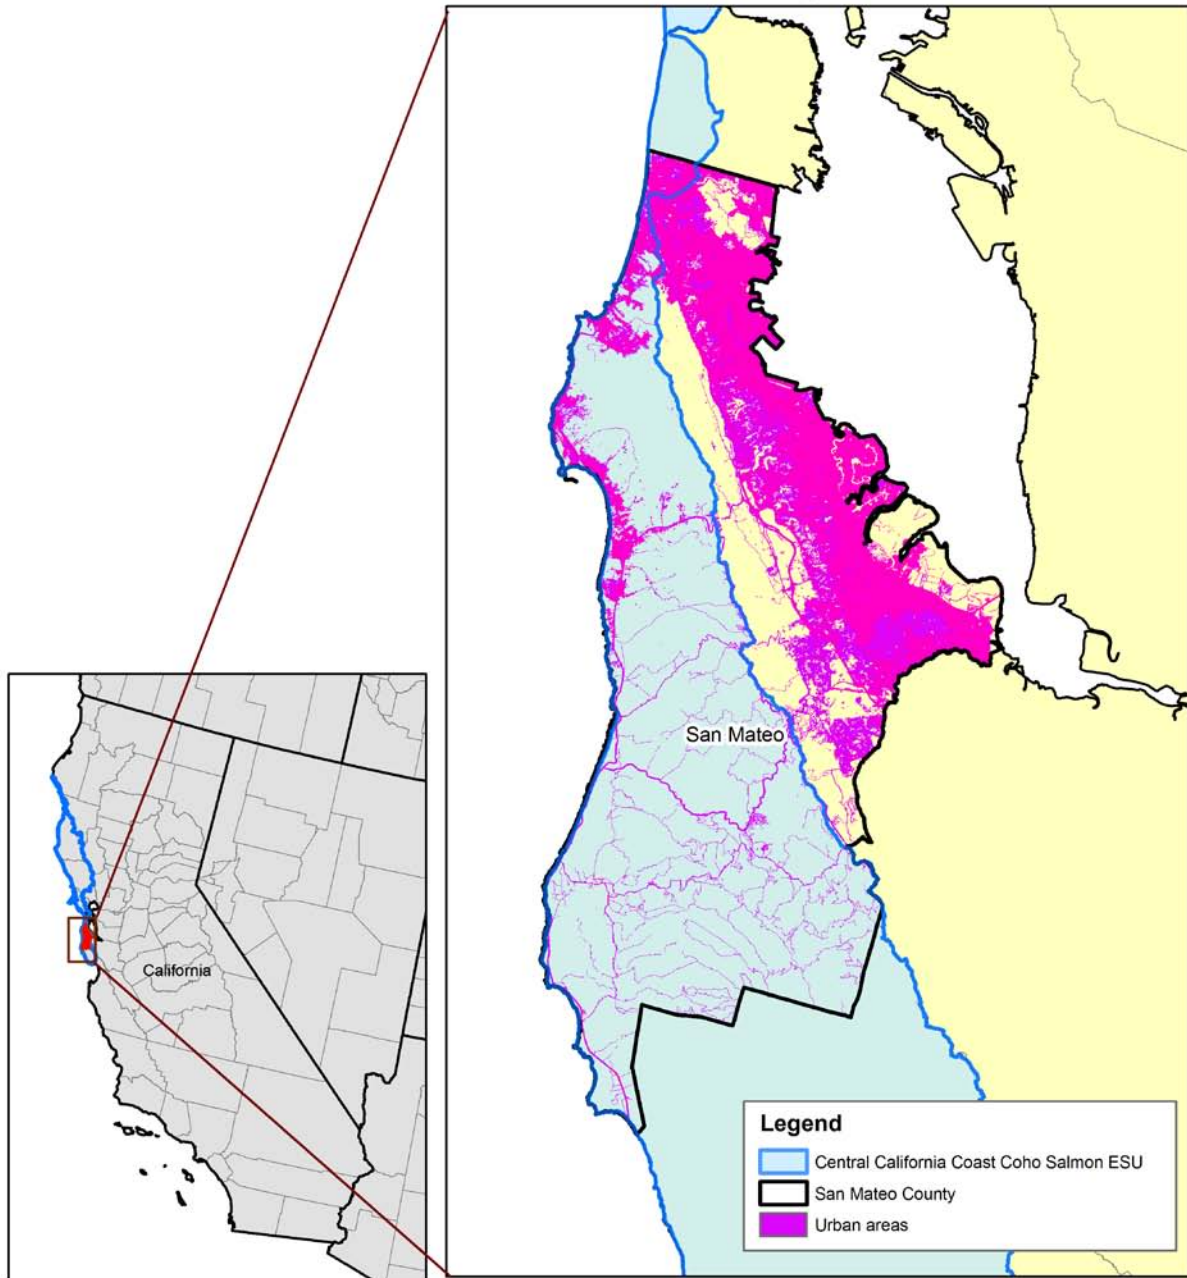 San Mateo
California
Legend
Central California Coast Coho Salmon ESU
San Mateo County
Urban areas